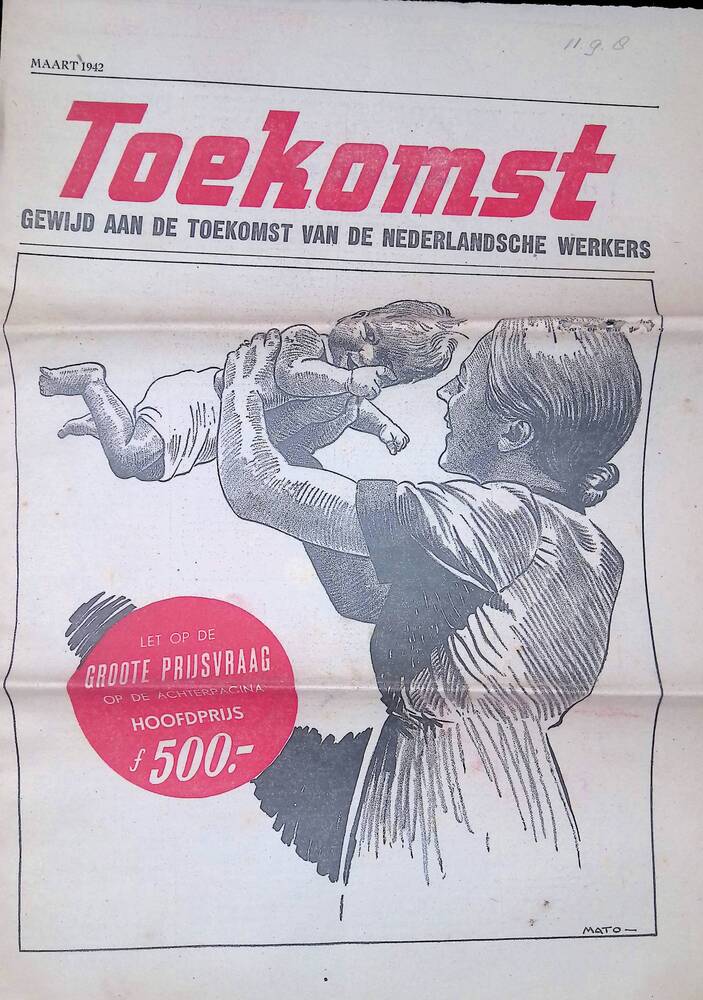 11.9.8
MAART 1942
Toekomst
GEWIJD AAN DE TOEKOMST VAN DE NEDERLANDSCHE WERKERS
LET OP DE
GROOTE PRIJSVRAAG
OP DE ACHTERPAGINA
HOOFDPRIJS
f 500.-
MATO-